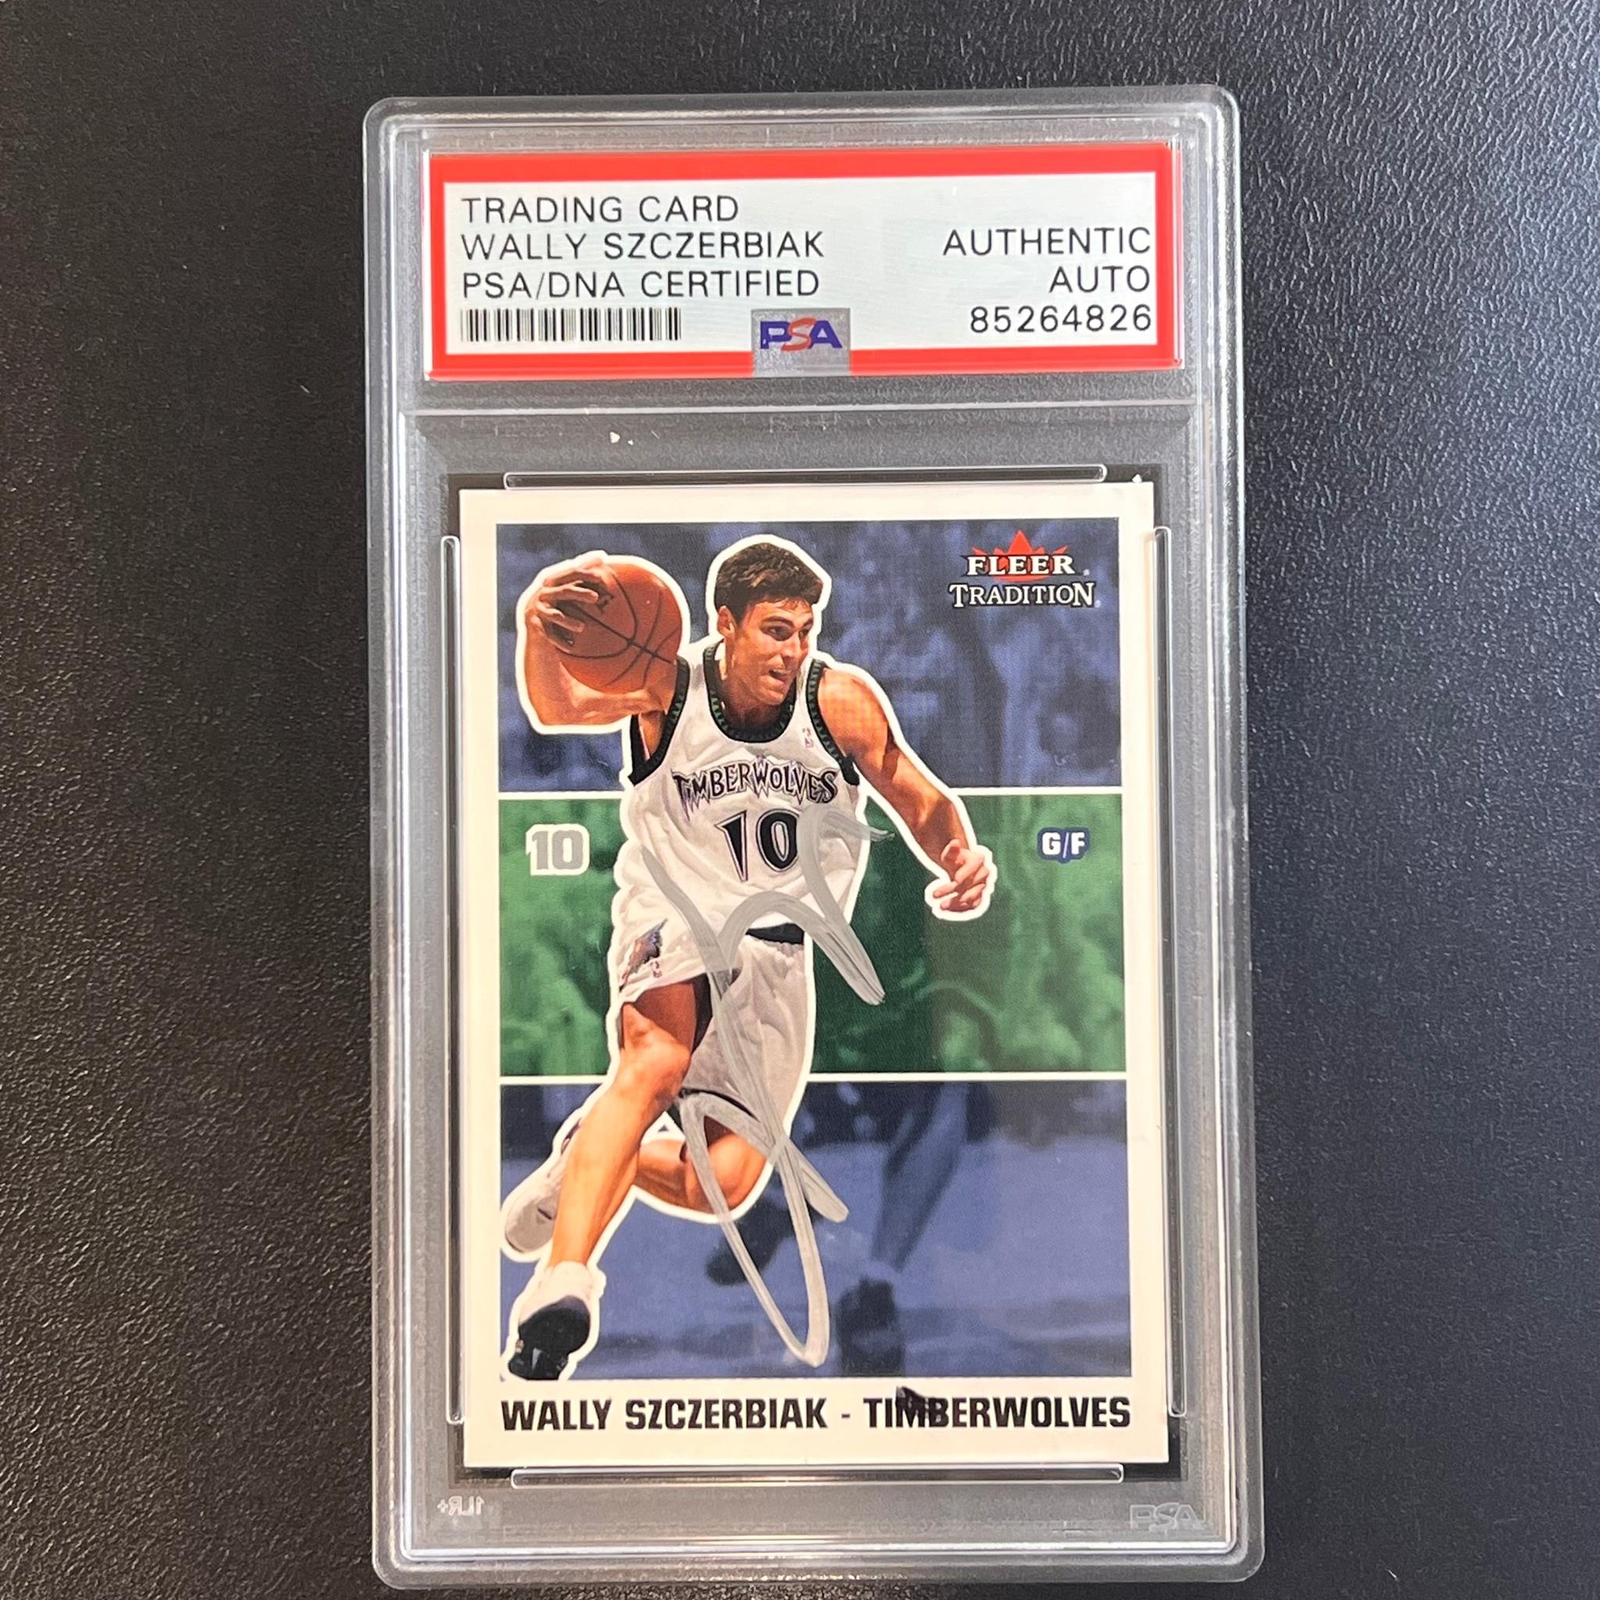 TRADING CARD
WALLY SZCZERBIAK
PSA/DNA CERTIFIED
AUTHENTIC
AUTO
85264826
PSA
FLEER
TRADITION
TIMBERWOLVES
10
10
G/F
WALLY SZCZERBIAK - TIMBERWOLVES
PSA